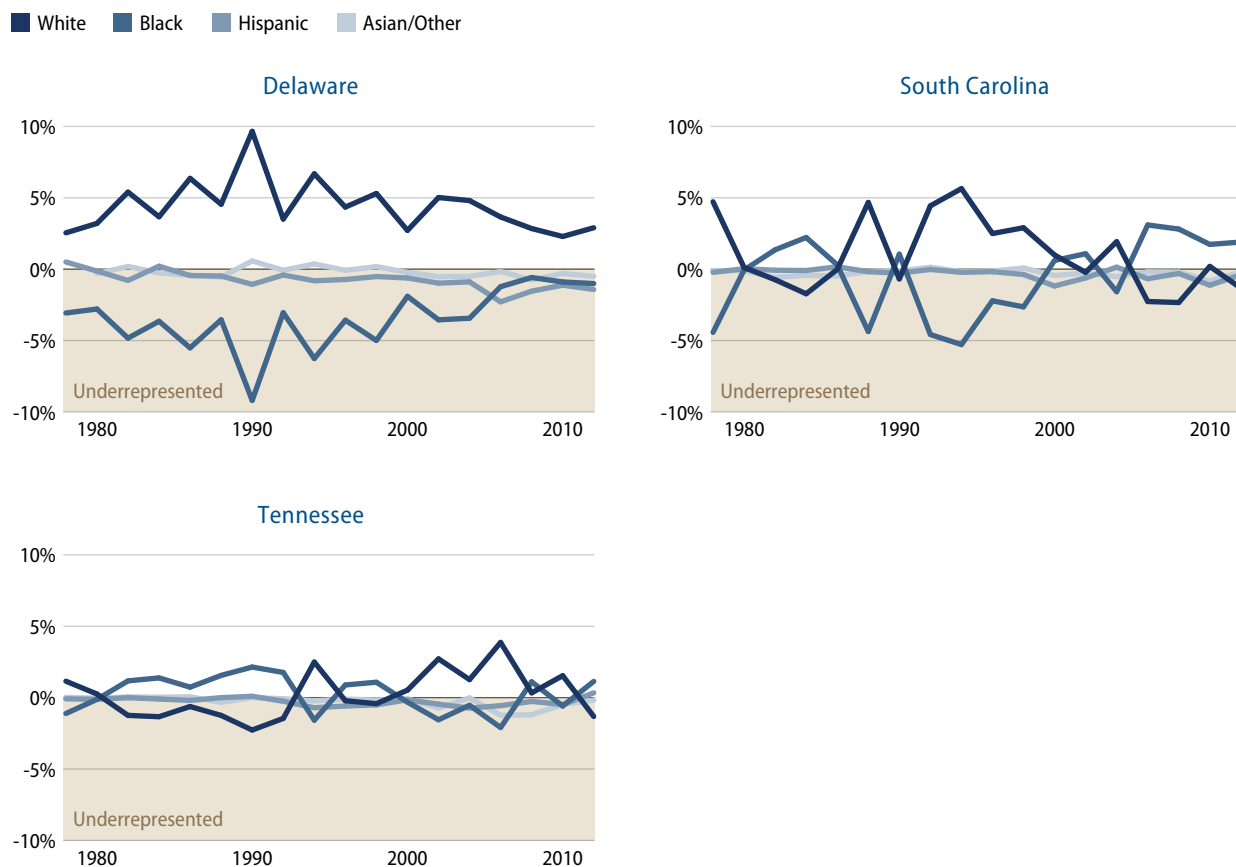 White Black Hispanic Asian/Other
Delaware
10%
5%
0%
-5%
Underrepresented
-10%
1980 1990 2000 2010
South Carolina
10%
5%
0%
-5%
Underrepresented
-10%
1980 1990 2000 2010
Tennessee
10%
5%
0%
-5%
Underrepresented
-10%
1980 1990 2000 2010